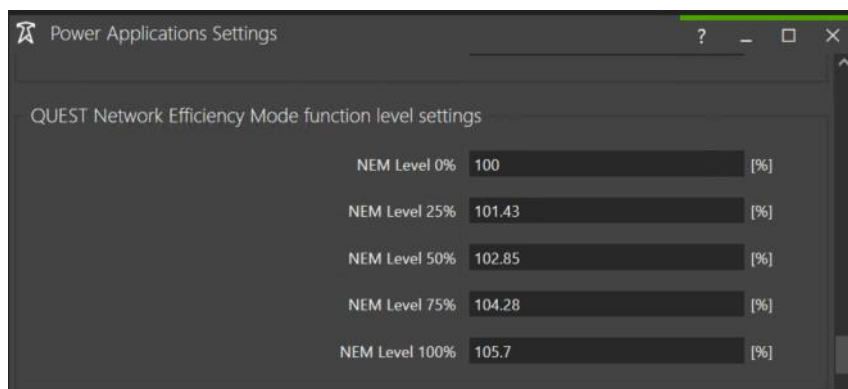 Power Applications Settings ?
QUEST Network Efficiency Mode function level settings
NEM Level 0% 100 [%]
NEM Level 25% 101.43 [%]
NEM Level 50% 102.85 [%]
NEM Level 75% 104.28 [%]
NEM Level 100% 105.7 [%]